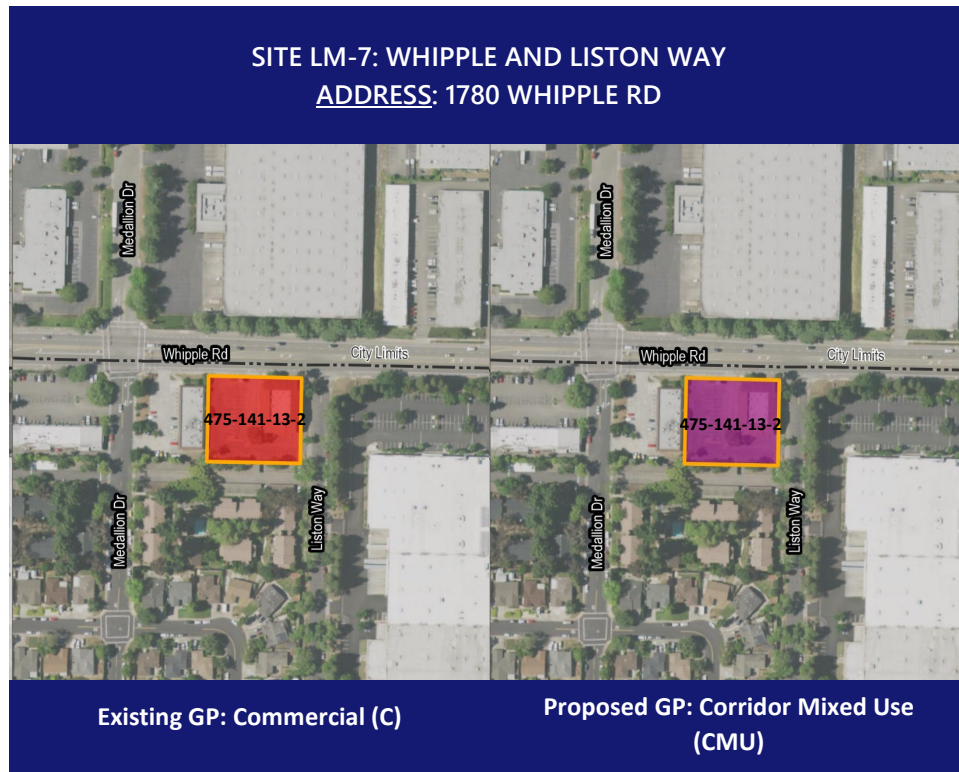 SITE LM-7: WHIPPLE AND LISTON WAY
ADDRESS: 1780 WHIPPLE RD
Medallion Dr
Whipple Rd
City Limits
475-141-13-2
Medallion Dr
Liston Way
Medallion Dr
Whipple Rd
City Limits
475-141-13-2
Medallion Dr
Liston Way
Existing GP: Commercial (C)
Proposed GP: Corridor Mixed Use
(CMU)